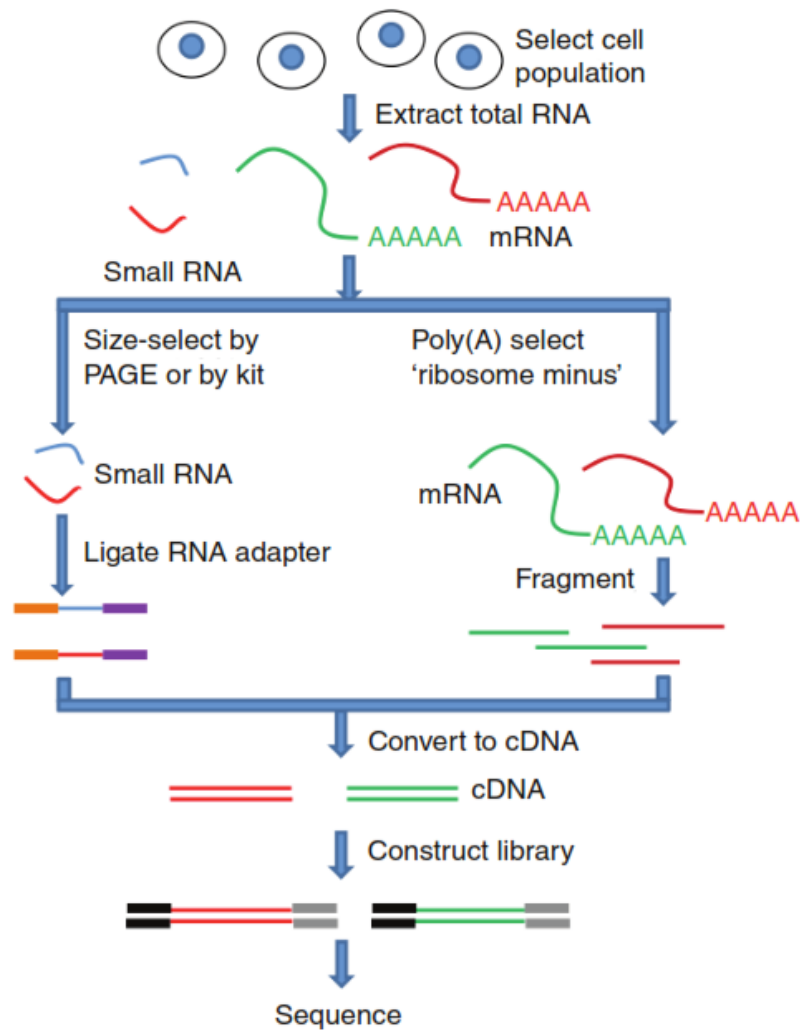 Select cell
population
Extract total RNA
AAAAA
AAAAA mRNA
Small RNA
Size-select by
PAGE or by kit
Poly(A) select
‘ribosome minus’
Small RNA
mRNA
AAAAA
AAAAA
Ligate RNA adapter
Fragment
Convert to cDNA
cDNA
Construct library
Sequence